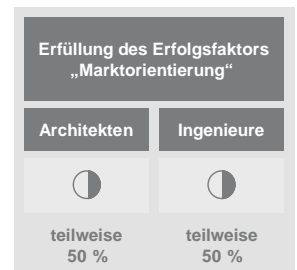 Erfüllung des Erfolgsfaktors
„Marktorientierung“
Architekten Ingenieure
teilweise teilweise
50 % 50 %